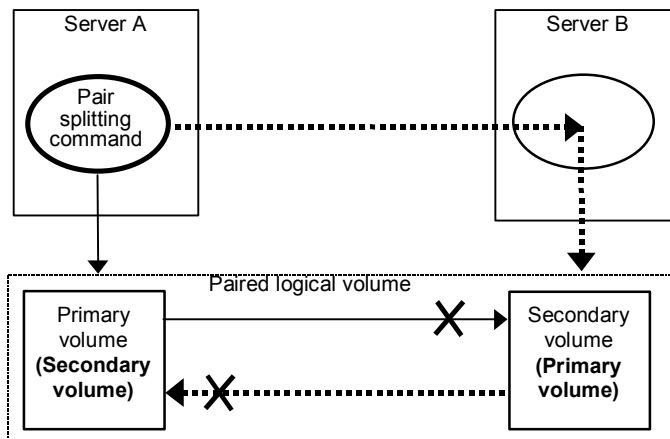 Server A
Server B
Pair
splitting
command
Paired logical volume
Primary
volume
(Secondary
volume)
Secondary
volume
(Primary
volume)